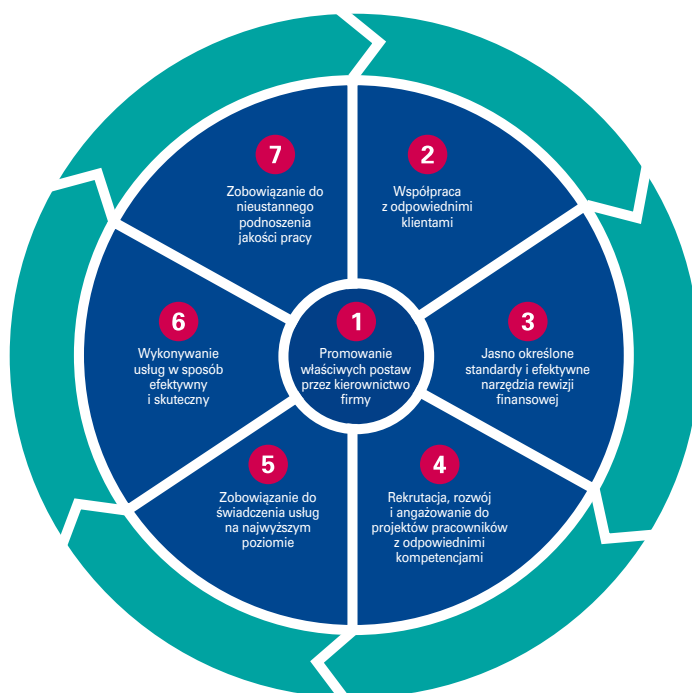 1
Promowanie
właściwych postaw
przez kierownictwo
firmy
2
Współpraca
z odpowiednimi
klientami
3
Jasno określone
standardy i efektywne
narzędzia rewizji
finansowej
4
Rekrutacja, rozwój
i angażowanie do
projektów pracowników
z odpowiednimi
kompetencjami
5
Zobowiązanie do
świadczenia usług
na najwyższym
poziomie
6
Wykonywanie
usług w sposób
efektywny
i skuteczny
7
Zobowiązanie do
nieustannego
podnoszenia
jakości pracy